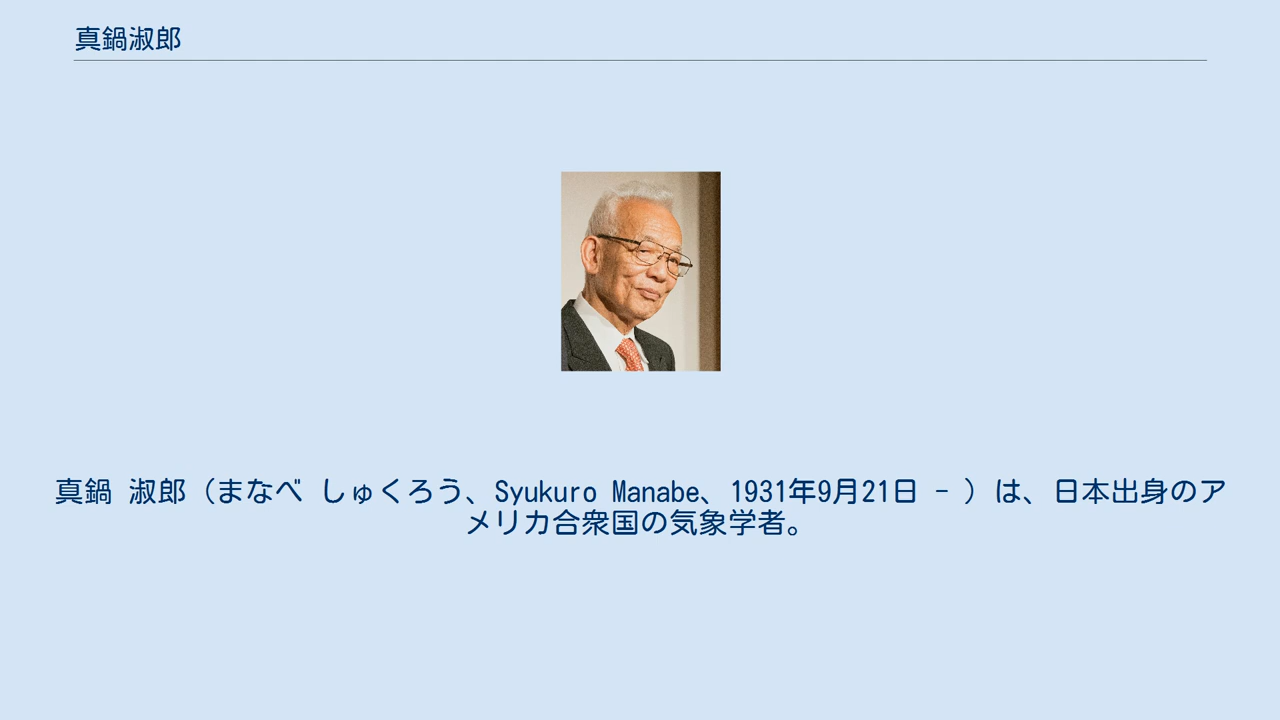 真鍋淑郎
真鍋 淑郎（まなべ しゅくろう、Syukuro Manabe、1931年9月21日 - ）は、日本出身のア
メリカ合衆国の気象学者。